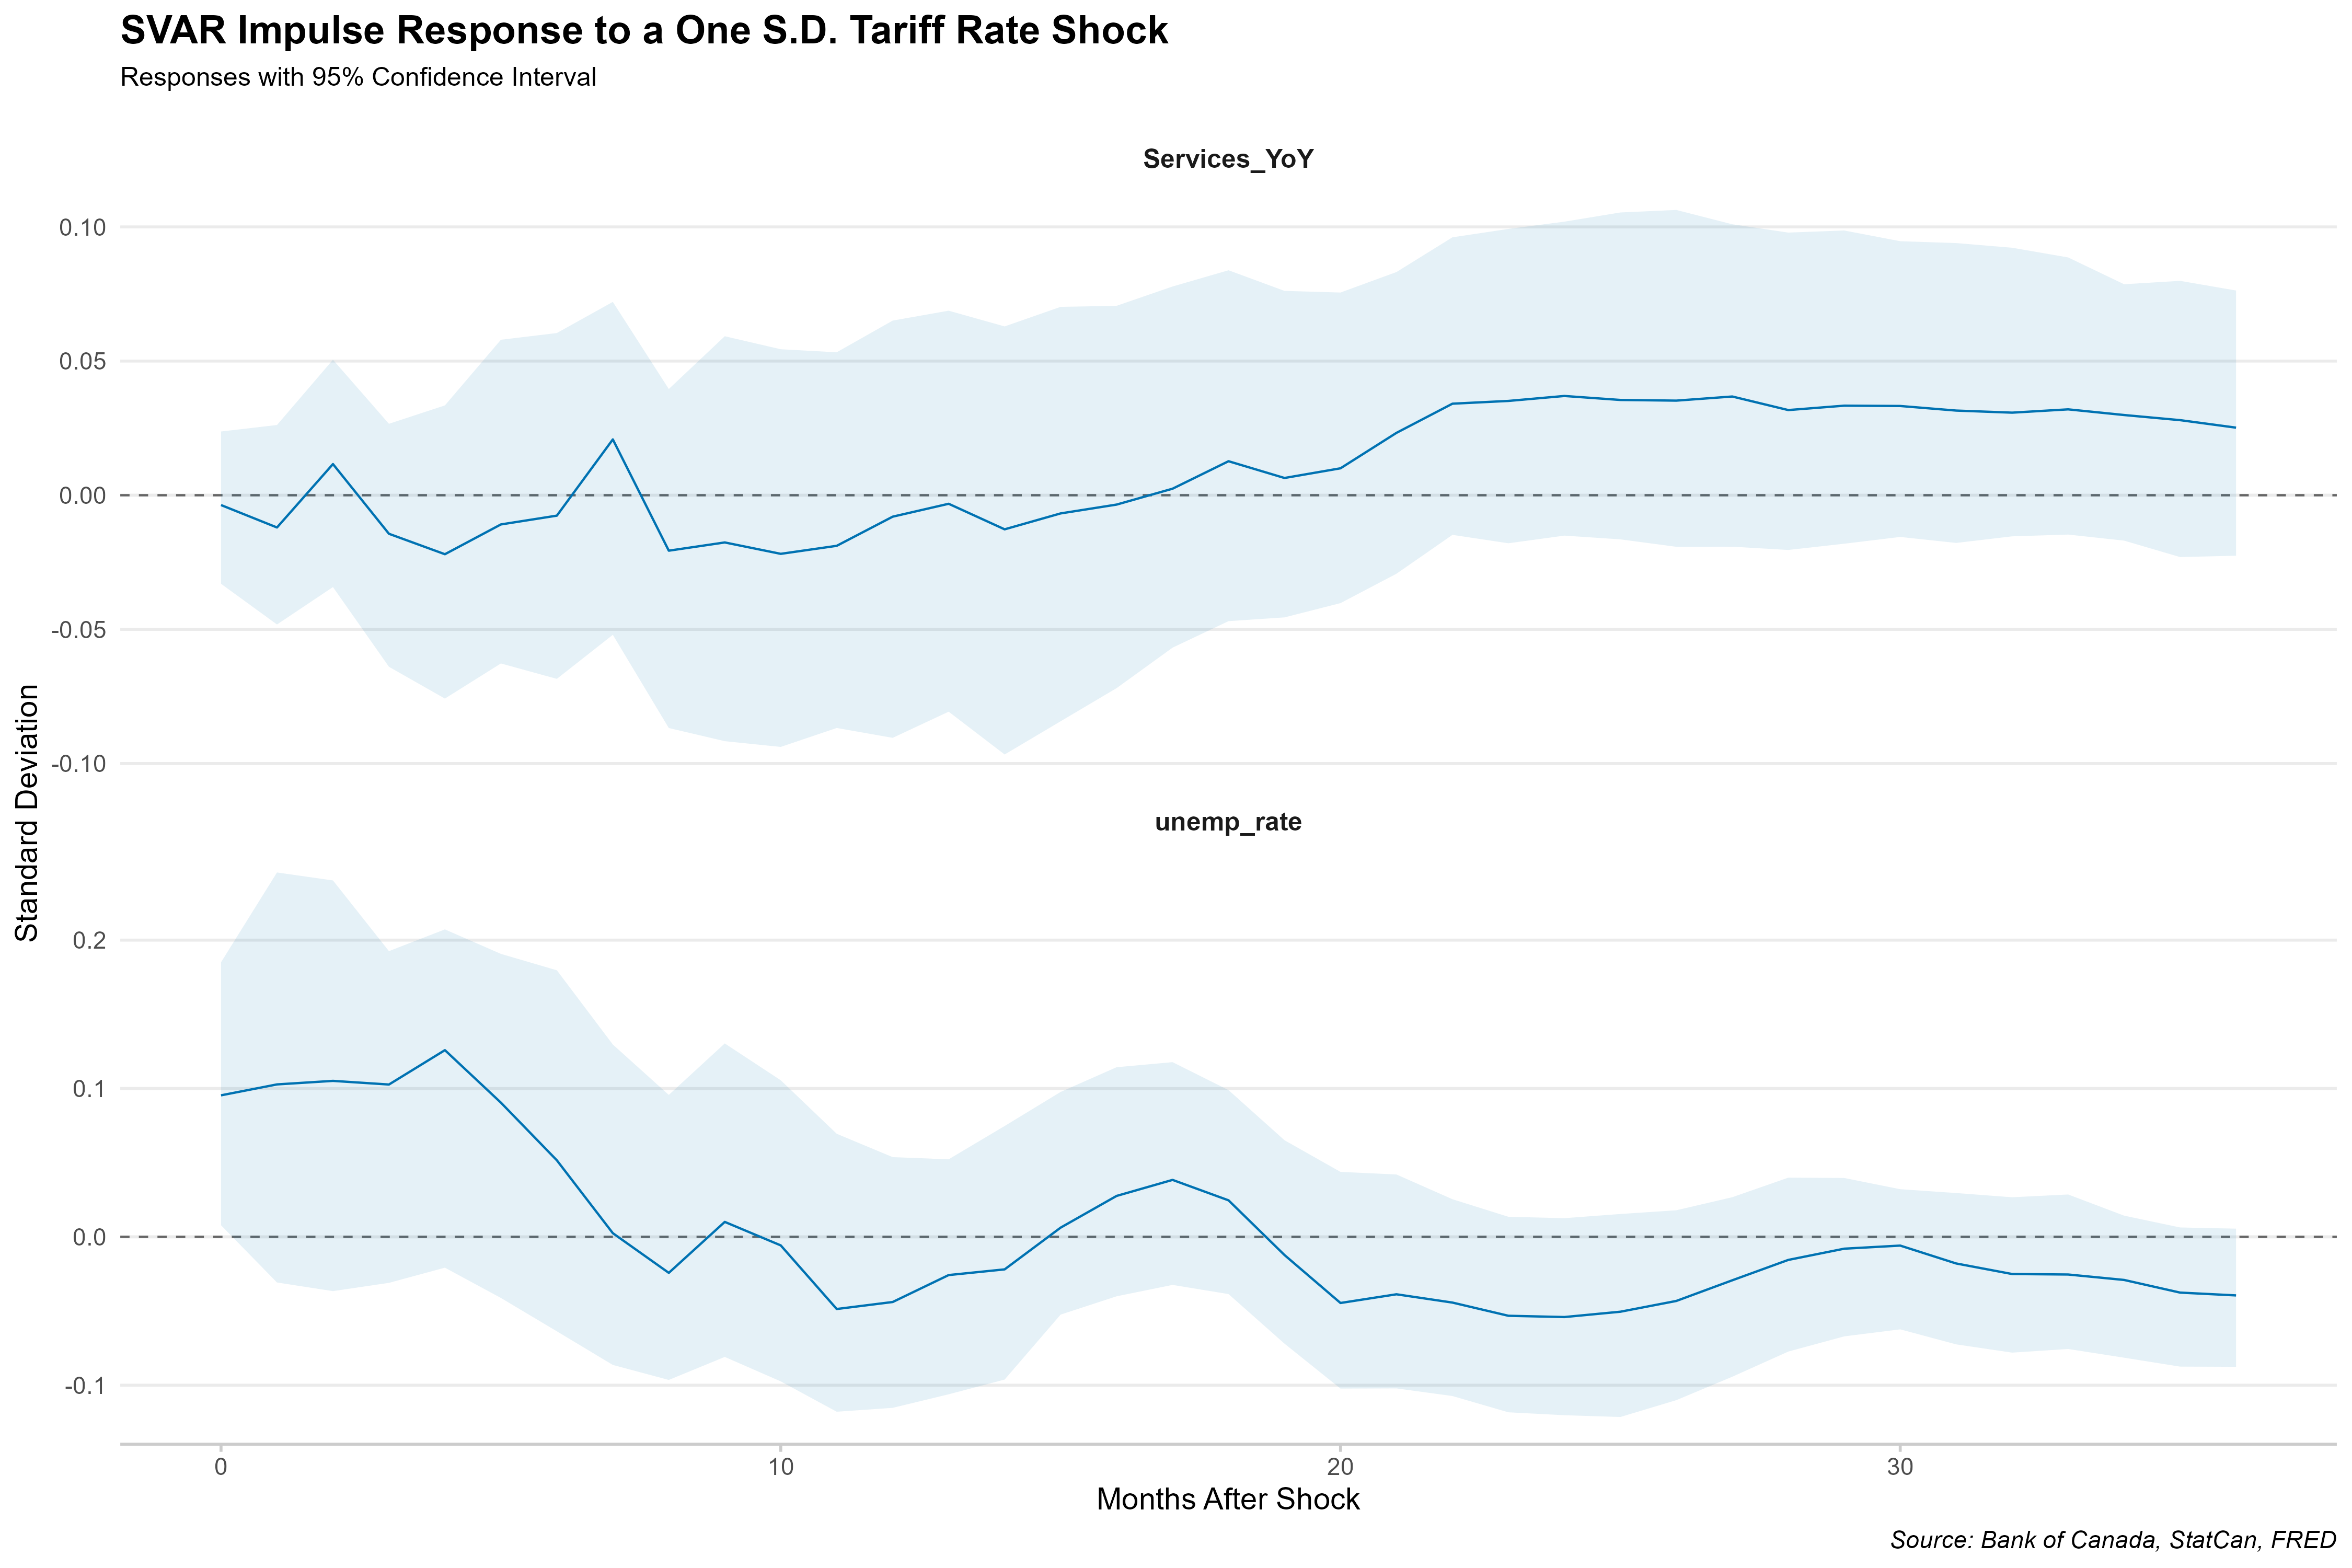 SVAR Impulse Response to a One S.D. Tariff Rate Shock
Responses with 95% Confidence Interval
Services_YoY
0.10
0.05
0.00
-0.05
-0.10
Standard Deviation
unemp_rate
0.2
0.1
0.0
-0.1
0 10 20 30
Months After Shock
Source: Bank of Canada, StatCan, FRED